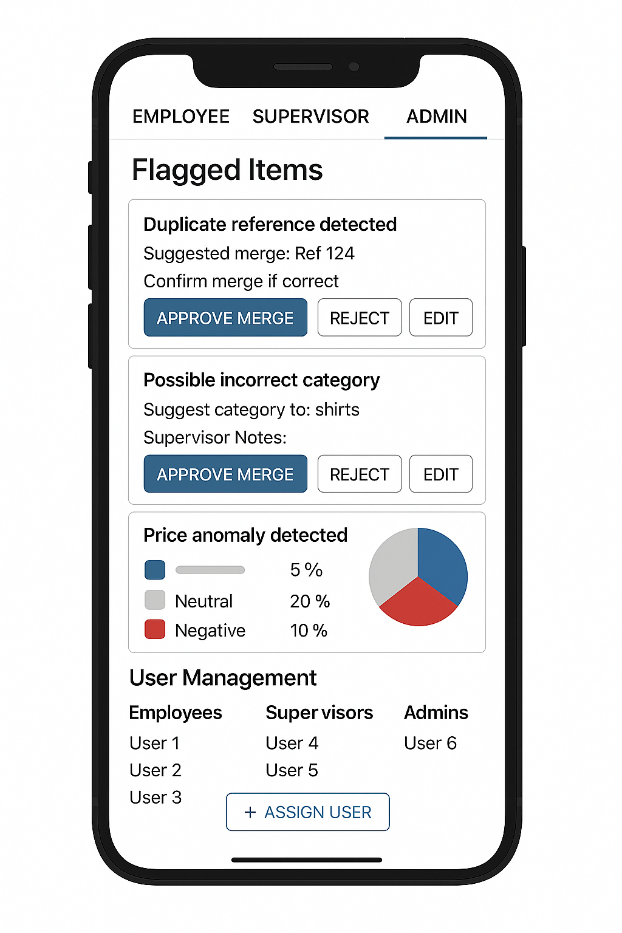 EMPLOYEE SUPERVISOR ADMIN
Flagged Items
Duplicate reference detected
Suggested merge: Ref 124
Confirm merge if correct
APPROVE MERGE REJECT EDIT
Possible incorrect category
Suggest category to: shirts
Supervisor Notes:
APPROVE MERGE REJECT EDIT
Price anomaly detected
5 %
Neutral 20 %
Negative 10 %
User Management
Employees Supervisors Admins
User 1 User 4 User 6
User 2 User 5
User 3
+ ASSIGN USER